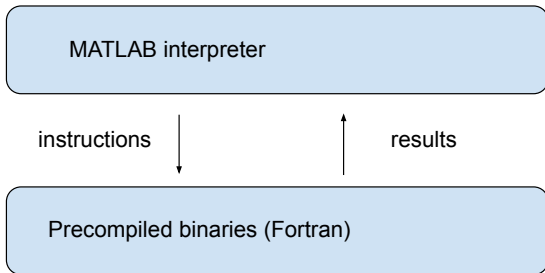 MATLAB interpreter
instructions
results
Precompiled binaries (Fortran)